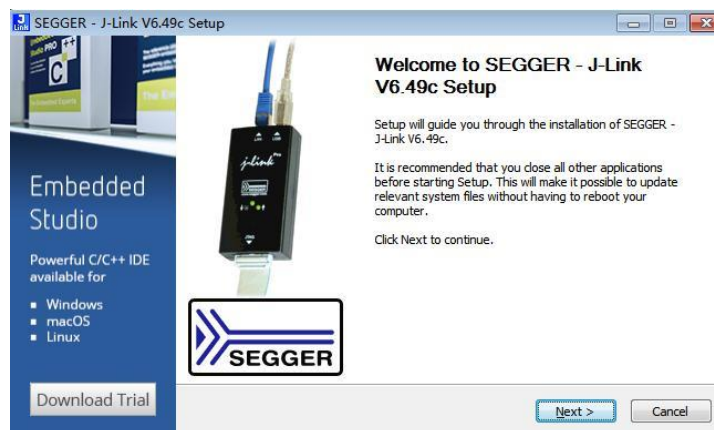 SEGGER - J-Link V6.49c Setup
Embedded
Studio
Powerful C/C++ IDE
available for
Windows
macOS
Linux
Download Trial
J-Link Pro
SEGGER
Welcome to SEGGER - J-Link
V6.49c Setup
Setup will guide you through the installation of SEGGER -
J-Link V6.49c.
It is recommended that you close all other applications
before starting Setup. This will make it possible to update
relevant system files without having to reboot your
computer.
Click Next to continue.
Next >
Cancel